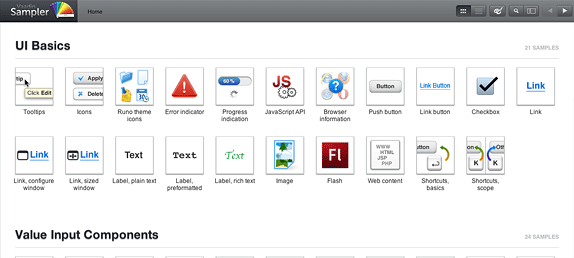 Sampler
Home
UI Basics
21 SAMPLES
Click Edit
Apply
Delete
60 %
JS
Button
Link Button
Link
Tooltips
Icons
Runo theme
icons
Error indicator
Progress
indication
JavaScript API
Browser
information
Push button
Link button
Checkbox
Link
Link
Link
Text
Text
Text
FL
WWW
HTML
JSP
PHP
utton
K
on
Ot
K
Link, configure
window
Link, sized
window
Label, plain text
Label,
preformatted
Label, rich text
Image
Flash
Web content
Shortcuts,
basics
Shortcuts,
scope
Value Input Components
24 SAMPLES